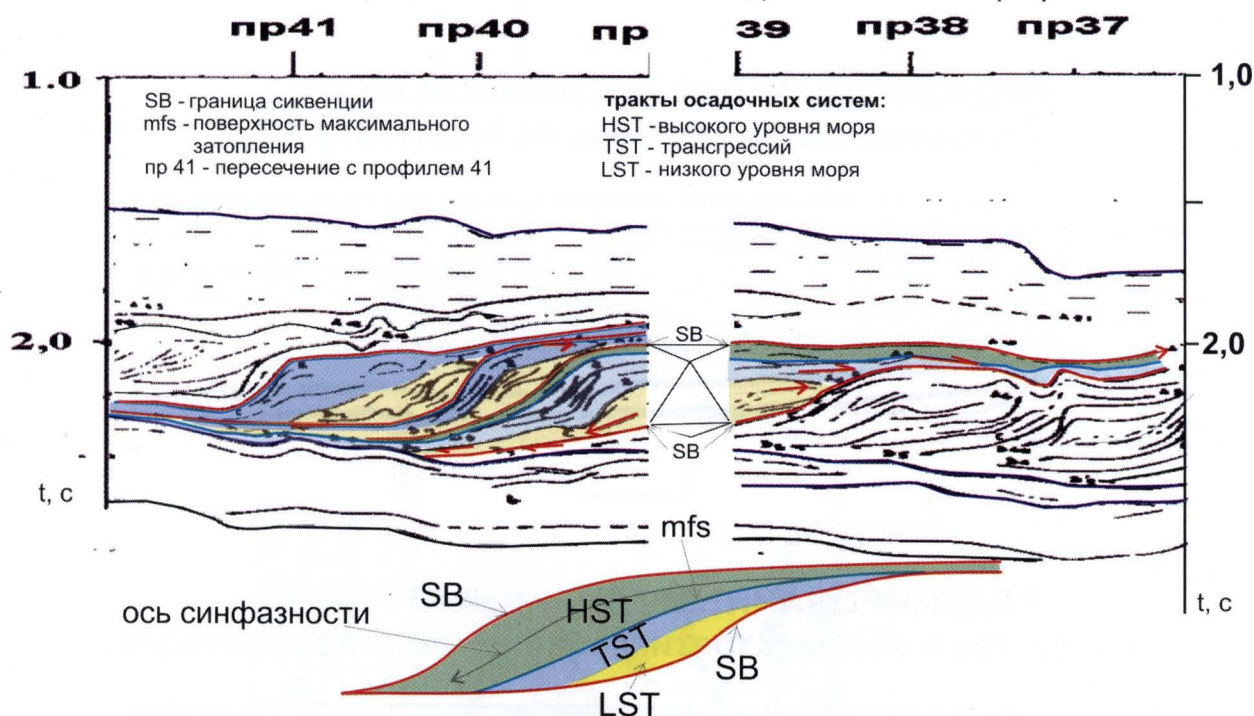 пр41 пр40 пр 39 пр38 пр37
1.0
1,0
SB - граница сиквенции
mfs - поверхность максимального
затопления
пр 41 - пересечение с профилем 41
тракты осадочных систем:
HST - высокого уровня моря
TST - трансгрессий
LST - низкого уровня моря
2,0
SB
2,0
SB
t, c
mfs
t, c
ось синфазности
SB
HST
TST
SB
LST